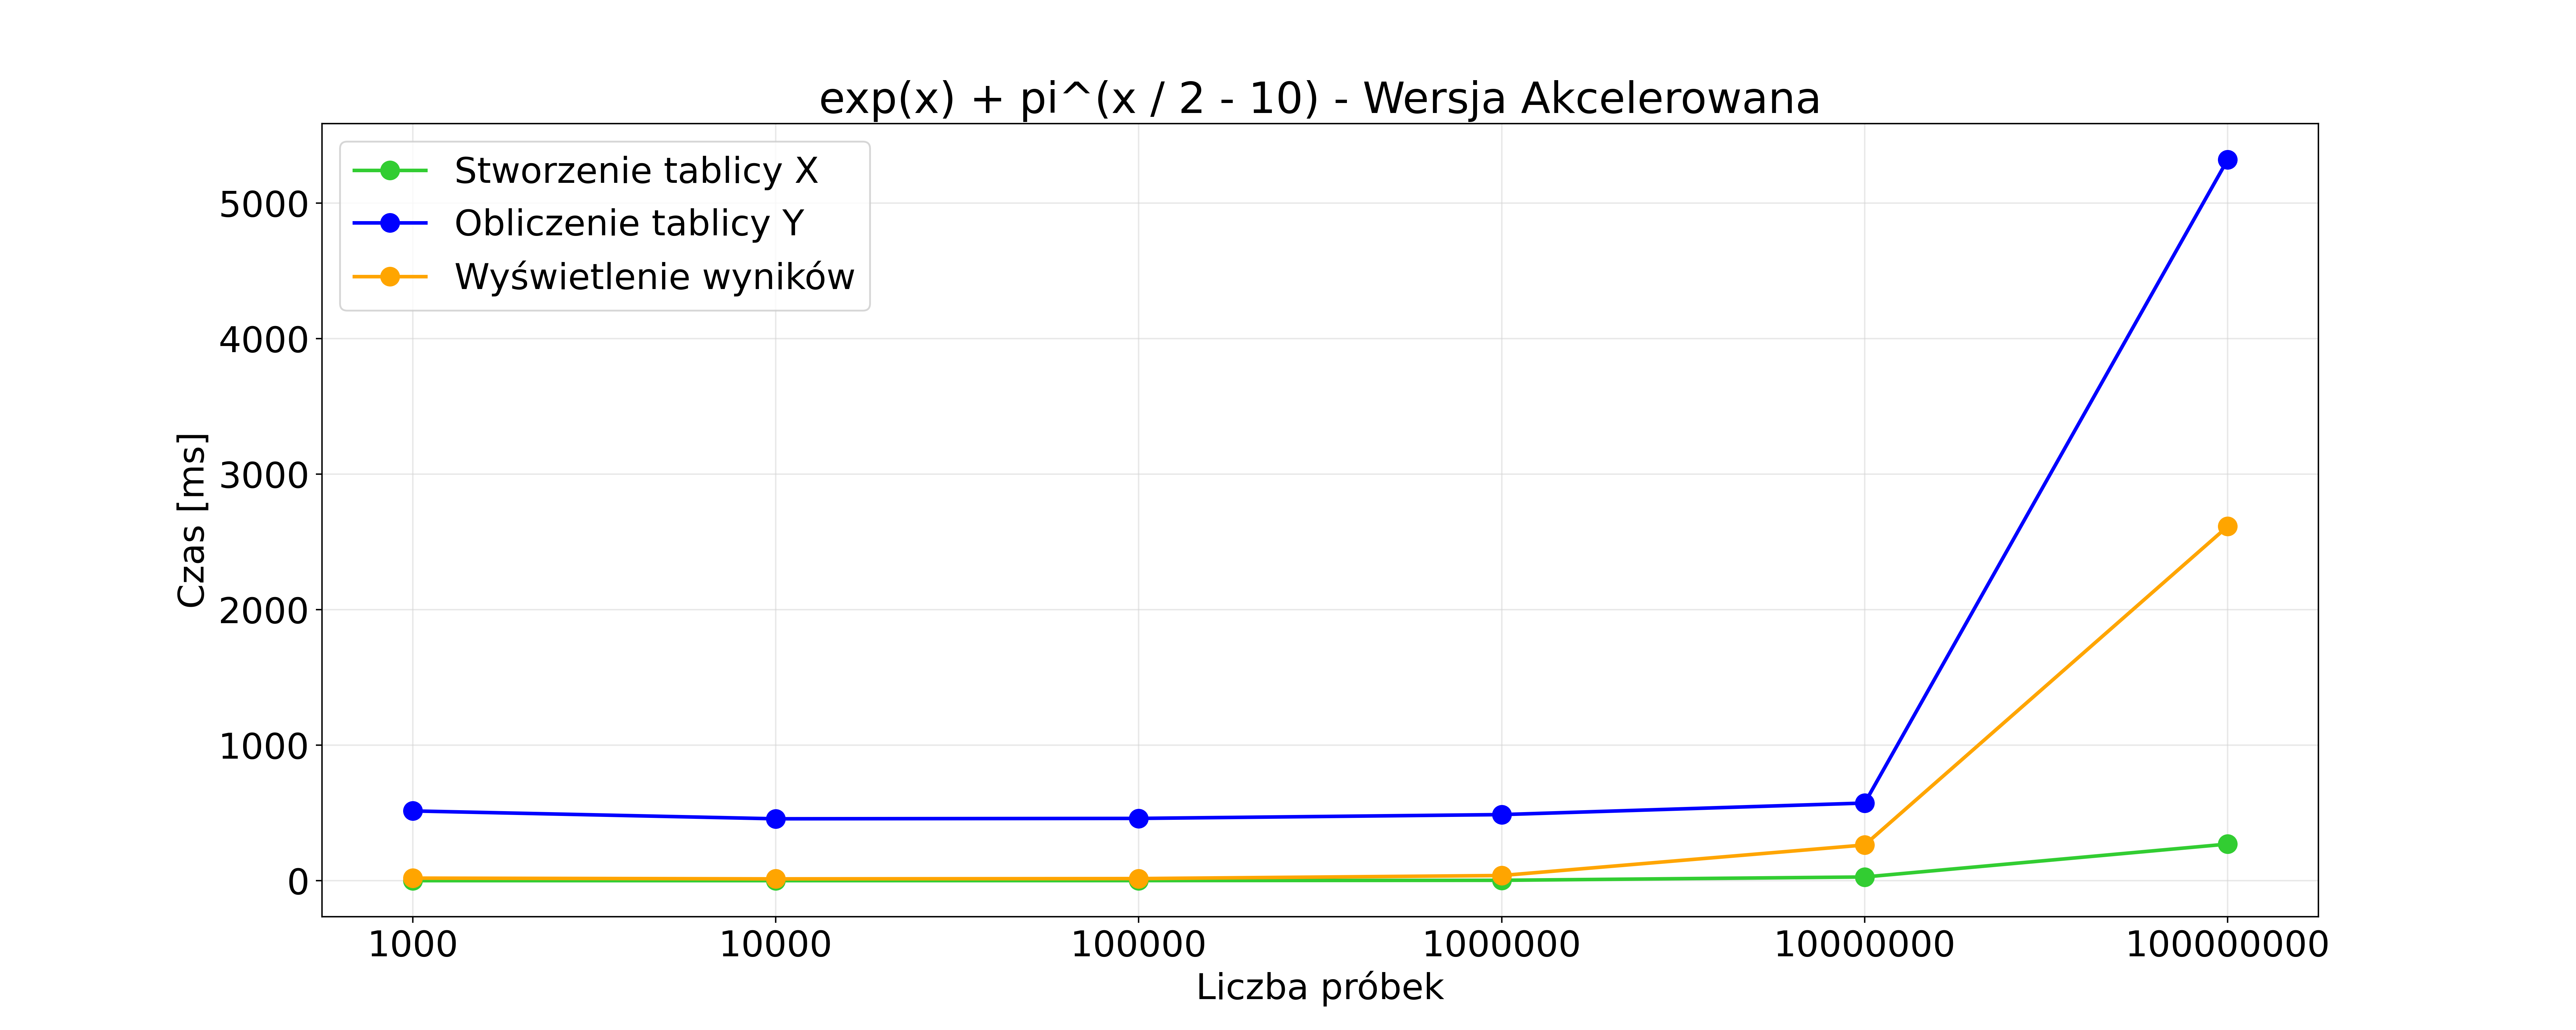 exp(x) + pi^(x / 2 - 10) - Wersja Akcelerowana
Stworzenie tablicy X
Obliczenie tablicy Y
Wyświetlenie wyników
Czas [ms]
5000
4000
3000
2000
1000
0
1000 10000 100000 1000000 10000000 100000000
Liczba próbek